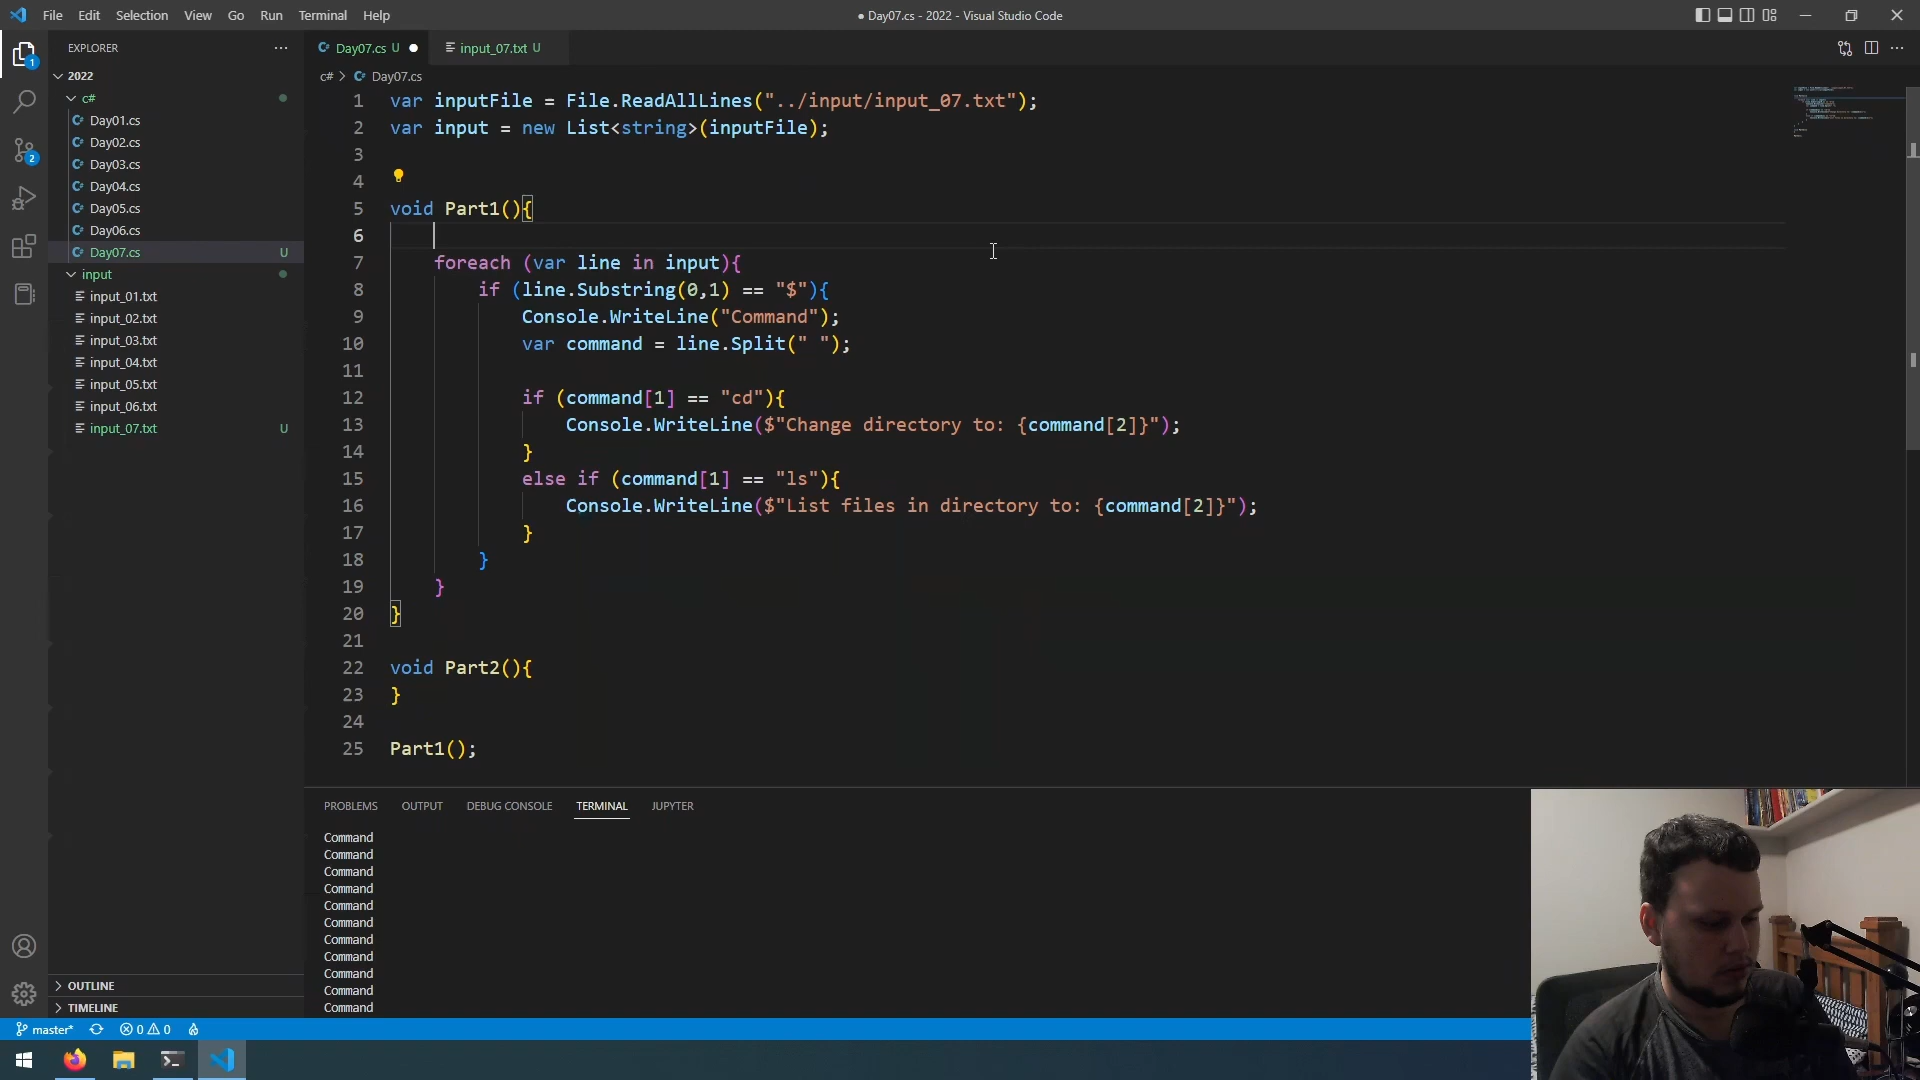 File Edit Selection View Go Run Terminal Help
● Day07.cs - 2022 - Visual Studio Code
EXPLORER
2022
c#
Day01.cs
Day02.cs
Day03.cs
Day04.cs
Day05.cs
Day06.cs
Day07.cs U
input
input_01.txt
input_02.txt
input_03.txt
input_04.txt
input_05.txt
input_06.txt
input_07.txt U
OUTLINE
TIMELINE
1
2
Day07.cs U ●
input_07.txt U
c# > Day07.cs
1 var inputFile = File.ReadAllLines("../input/input_07.txt");
2 var input = new List<string>(inputFile);
3
4
5 void Part1(){
6
7 foreach (var line in input){
8 if (line.Substring(0,1) == "$"){
9 Console.WriteLine("Command");
10 var command = line.Split(" ");
11
12 if (command[1] == "cd"){
13 Console.WriteLine($"Change directory to: {command[2]}");
14 }
15 else if (command[1] == "ls"){
16 Console.WriteLine($"List files in directory to: {command[2]}");
17 }
18 }
19 }
20 }
21
22 void Part2(){
23 }
24
25 Part1();
PROBLEMS OUTPUT DEBUG CONSOLE TERMINAL JUPYTER
Command
Command
Command
Command
Command
Command
Command
Command
Command
Command
Command
master* 0 0